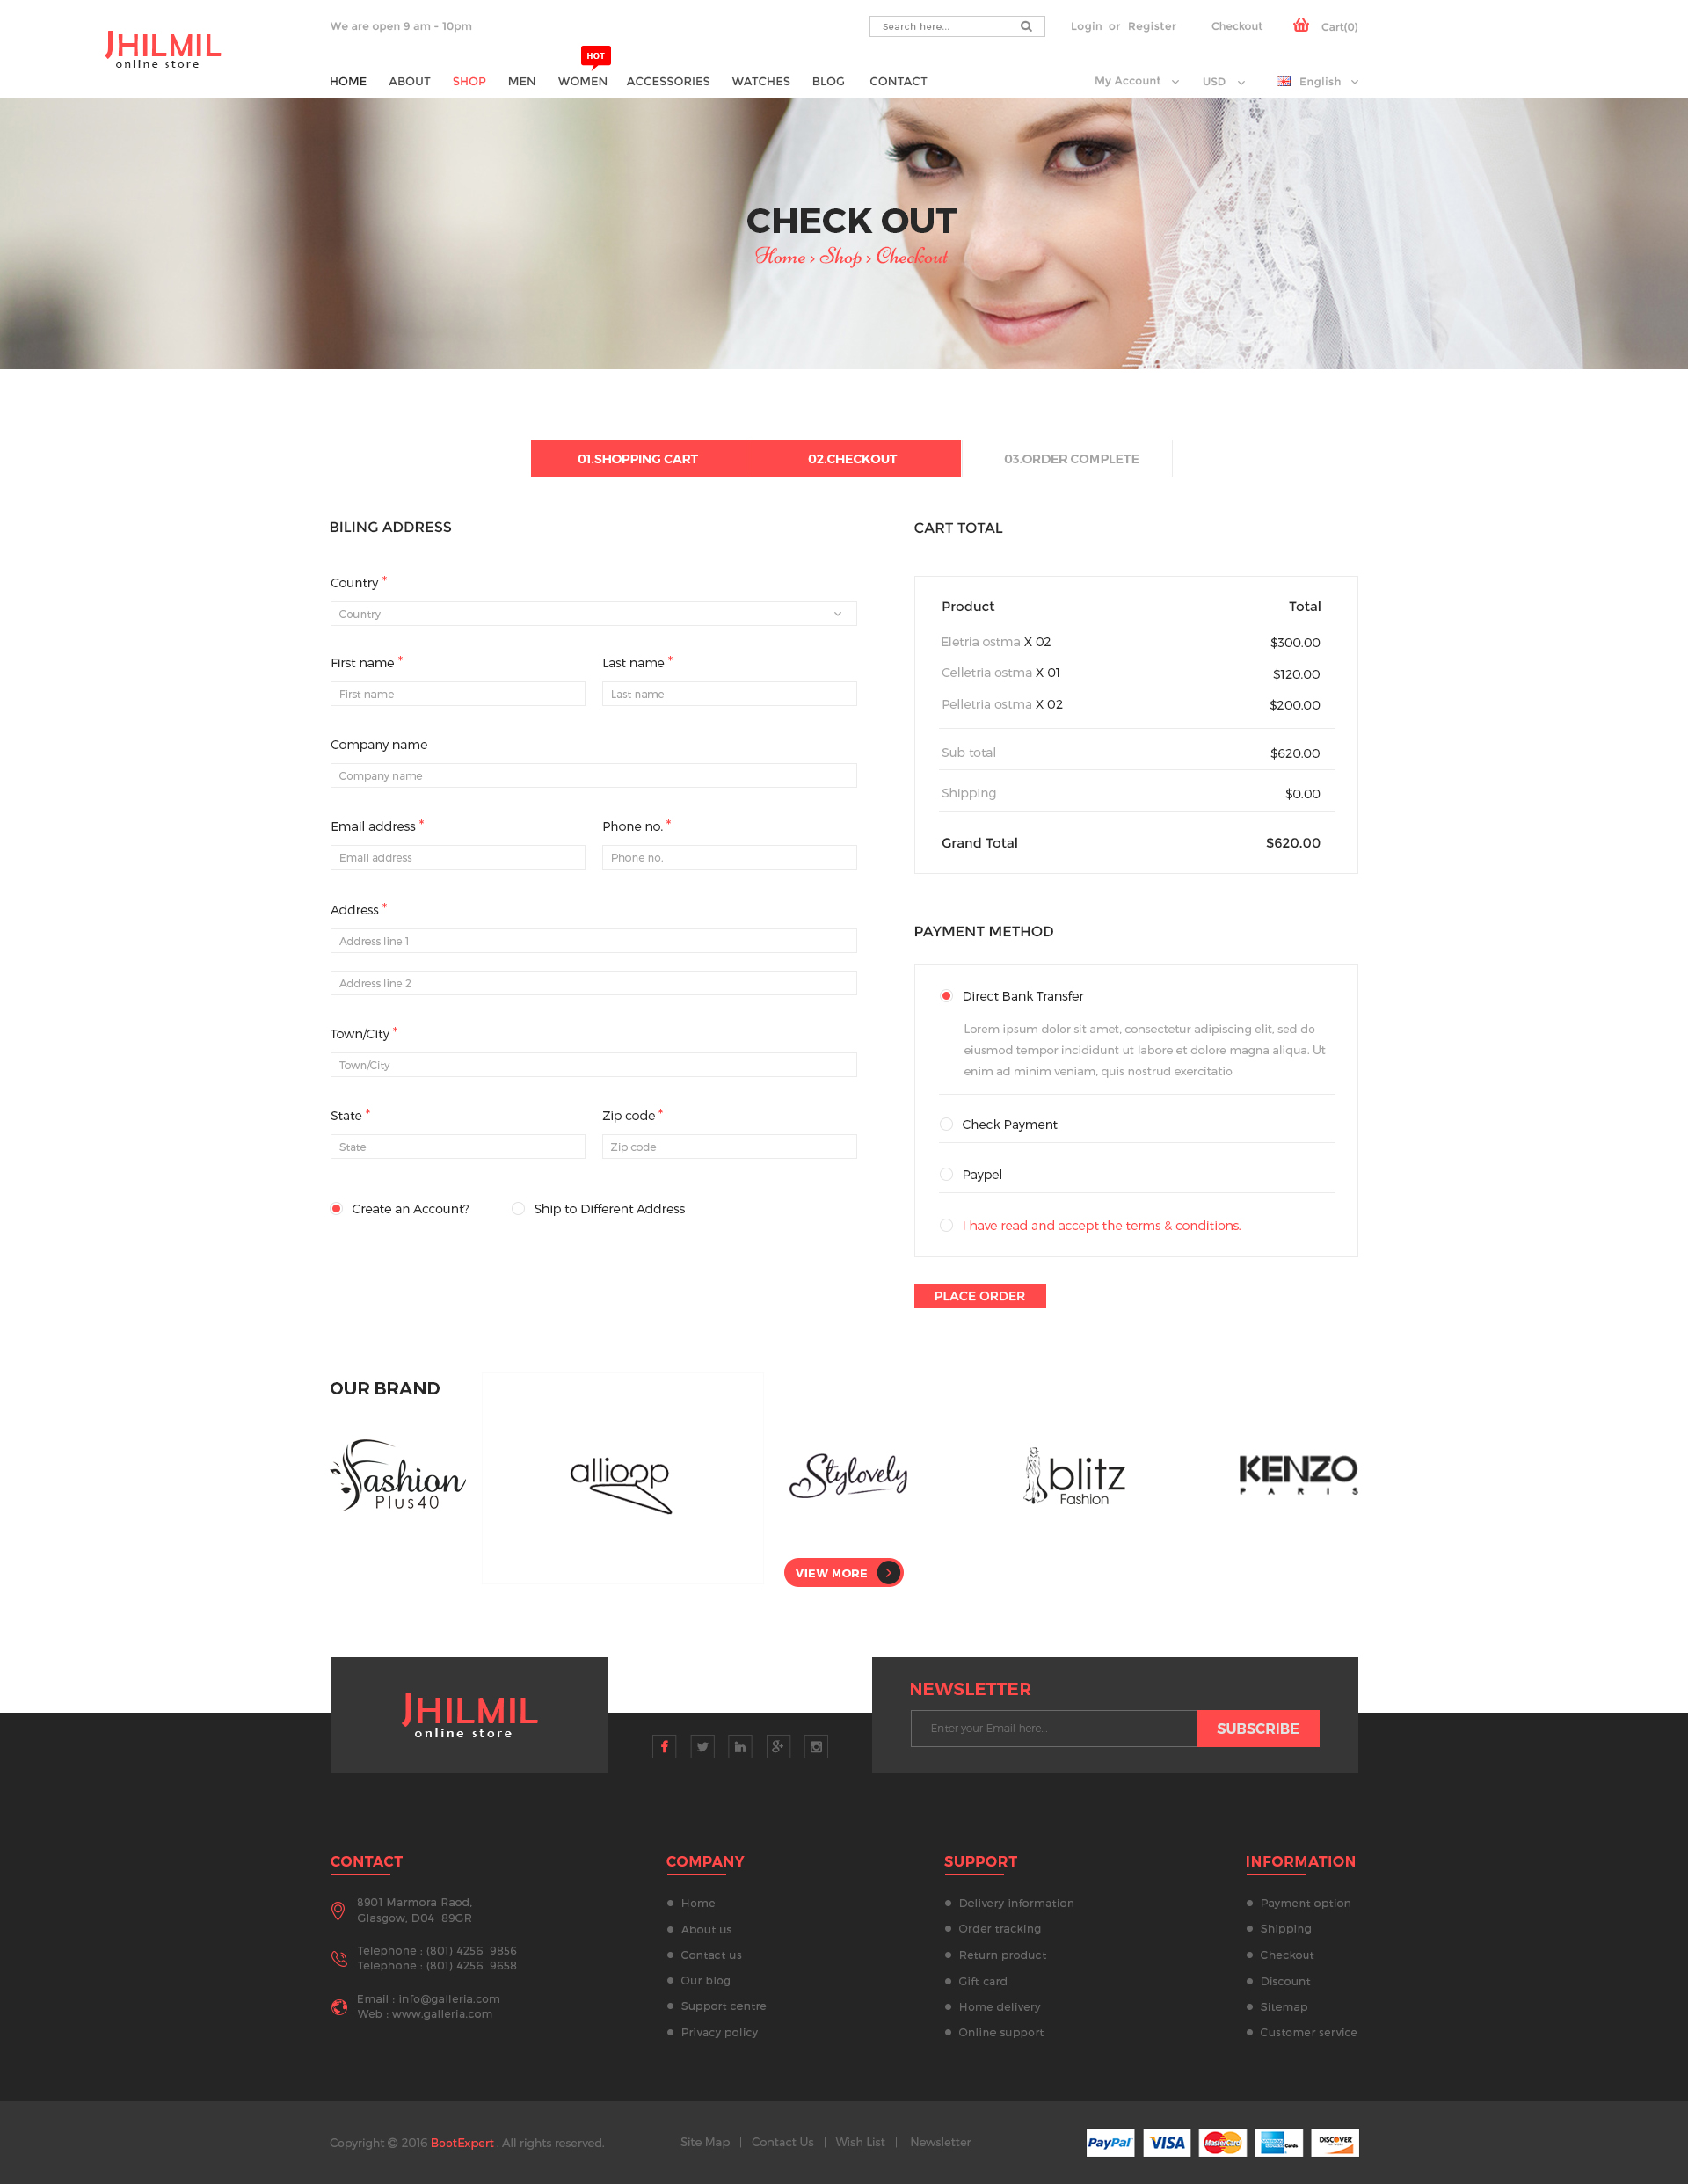 We are open 9 am - 10pm
Search here...
Login or Register
Checkout
Cart(0)
JHILMIL
online store
HOT
HOME ABOUT SHOP MEN WOMEN ACCESSORIES WATCHES BLOG CONTACT
My Account USD English
CHECK OUT
Home > Shop > Checkout
01.SHOPPING CART
02.CHECKOUT
03.ORDER COMPLETE
BILING ADDRESS
Country *
Country
First name * Last name *
First name Last name
Company name
Company name
Email address * Phone no. *
Email address Phone no.
Address *
Address line 1
Address line 2
Town/City *
Town/City
State * Zip code *
State Zip code
Create an Account? Ship to Different Address
CART TOTAL
Product Total
Eletria ostma X 02 $300.00
Celletria ostma X 01 $120.00
Pelletria ostma X 02 $200.00
Sub total $620.00
Shipping $0.00
Grand Total $620.00
PAYMENT METHOD
Direct Bank Transfer
Lorem ipsum dolor sit amet, consectetur adipiscing elit, sed do
eiusmod tempor incididunt ut labore et dolore magna aliqua. Ut
enim ad minim veniam, quis nostrud exercitatio
Check Payment
Paypel
I have read and accept the terms & conditions.
PLACE ORDER
OUR BRAND
Fashion
Plus40
allioop
Stylovely
blitz
Fashion
KENZO
PARIS
VIEW MORE
JHILMIL
online store
NEWSLETTER
Enter your Email here...
SUBSCRIBE
CONTACT
8901 Marmora Raod,
Glasgow, D04 89GR
Telephone : (801) 4256 9856
Telephone : (801) 4256 9658
Email : info@galleria.com
Web : www.galleria.com
COMPANY
Home
About us
Contact us
Our blog
Support centre
Privacy policy
SUPPORT
Delivery information
Order tracking
Return product
Gift card
Home delivery
Online support
INFORMATION
Payment option
Shipping
Checkout
Discount
Sitemap
Customer service
Copyright © 2016 BootExpert . All rights reserved.
Site Map | Contact Us | Wish List | Newsletter
PayPal
VISA
MasterCard
DISCOVER